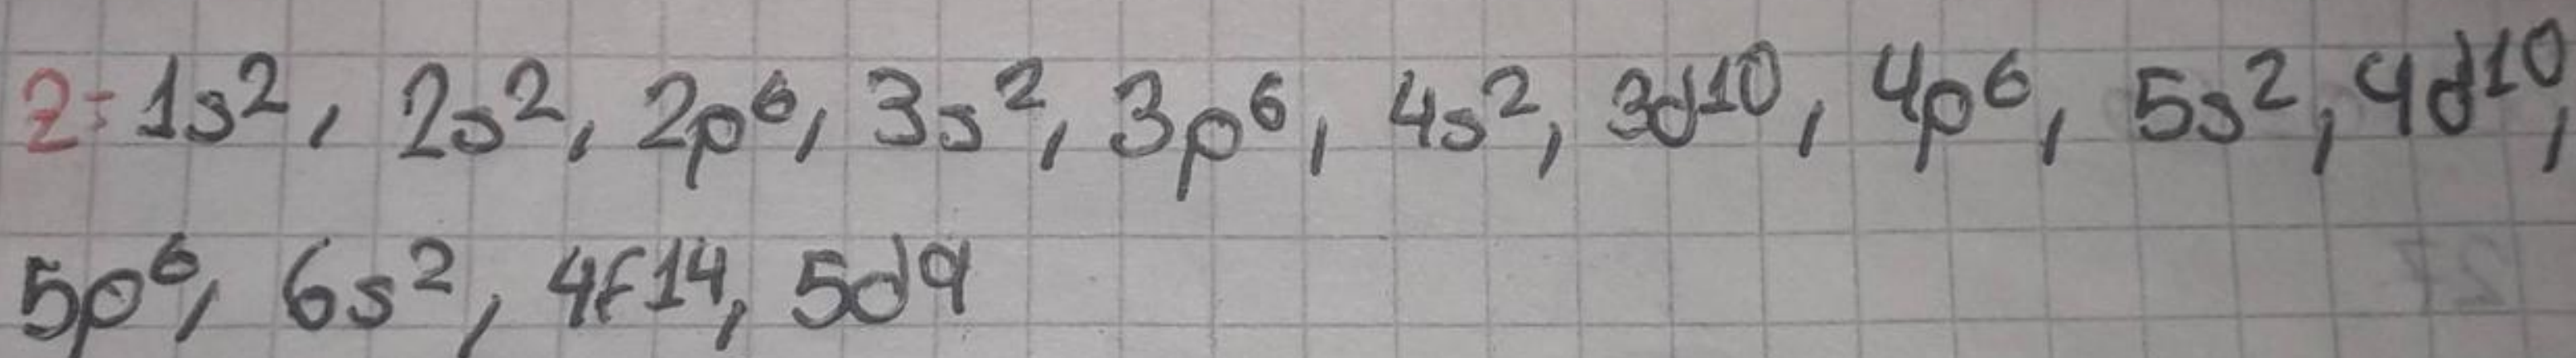 Z= 1s², 2s², 2p⁶, 3s², 3p⁶, 4s², 3d¹⁰, 4p⁶, 5s², 4d¹⁰,
5p⁶, 6s², 4f¹⁴, 5d⁹